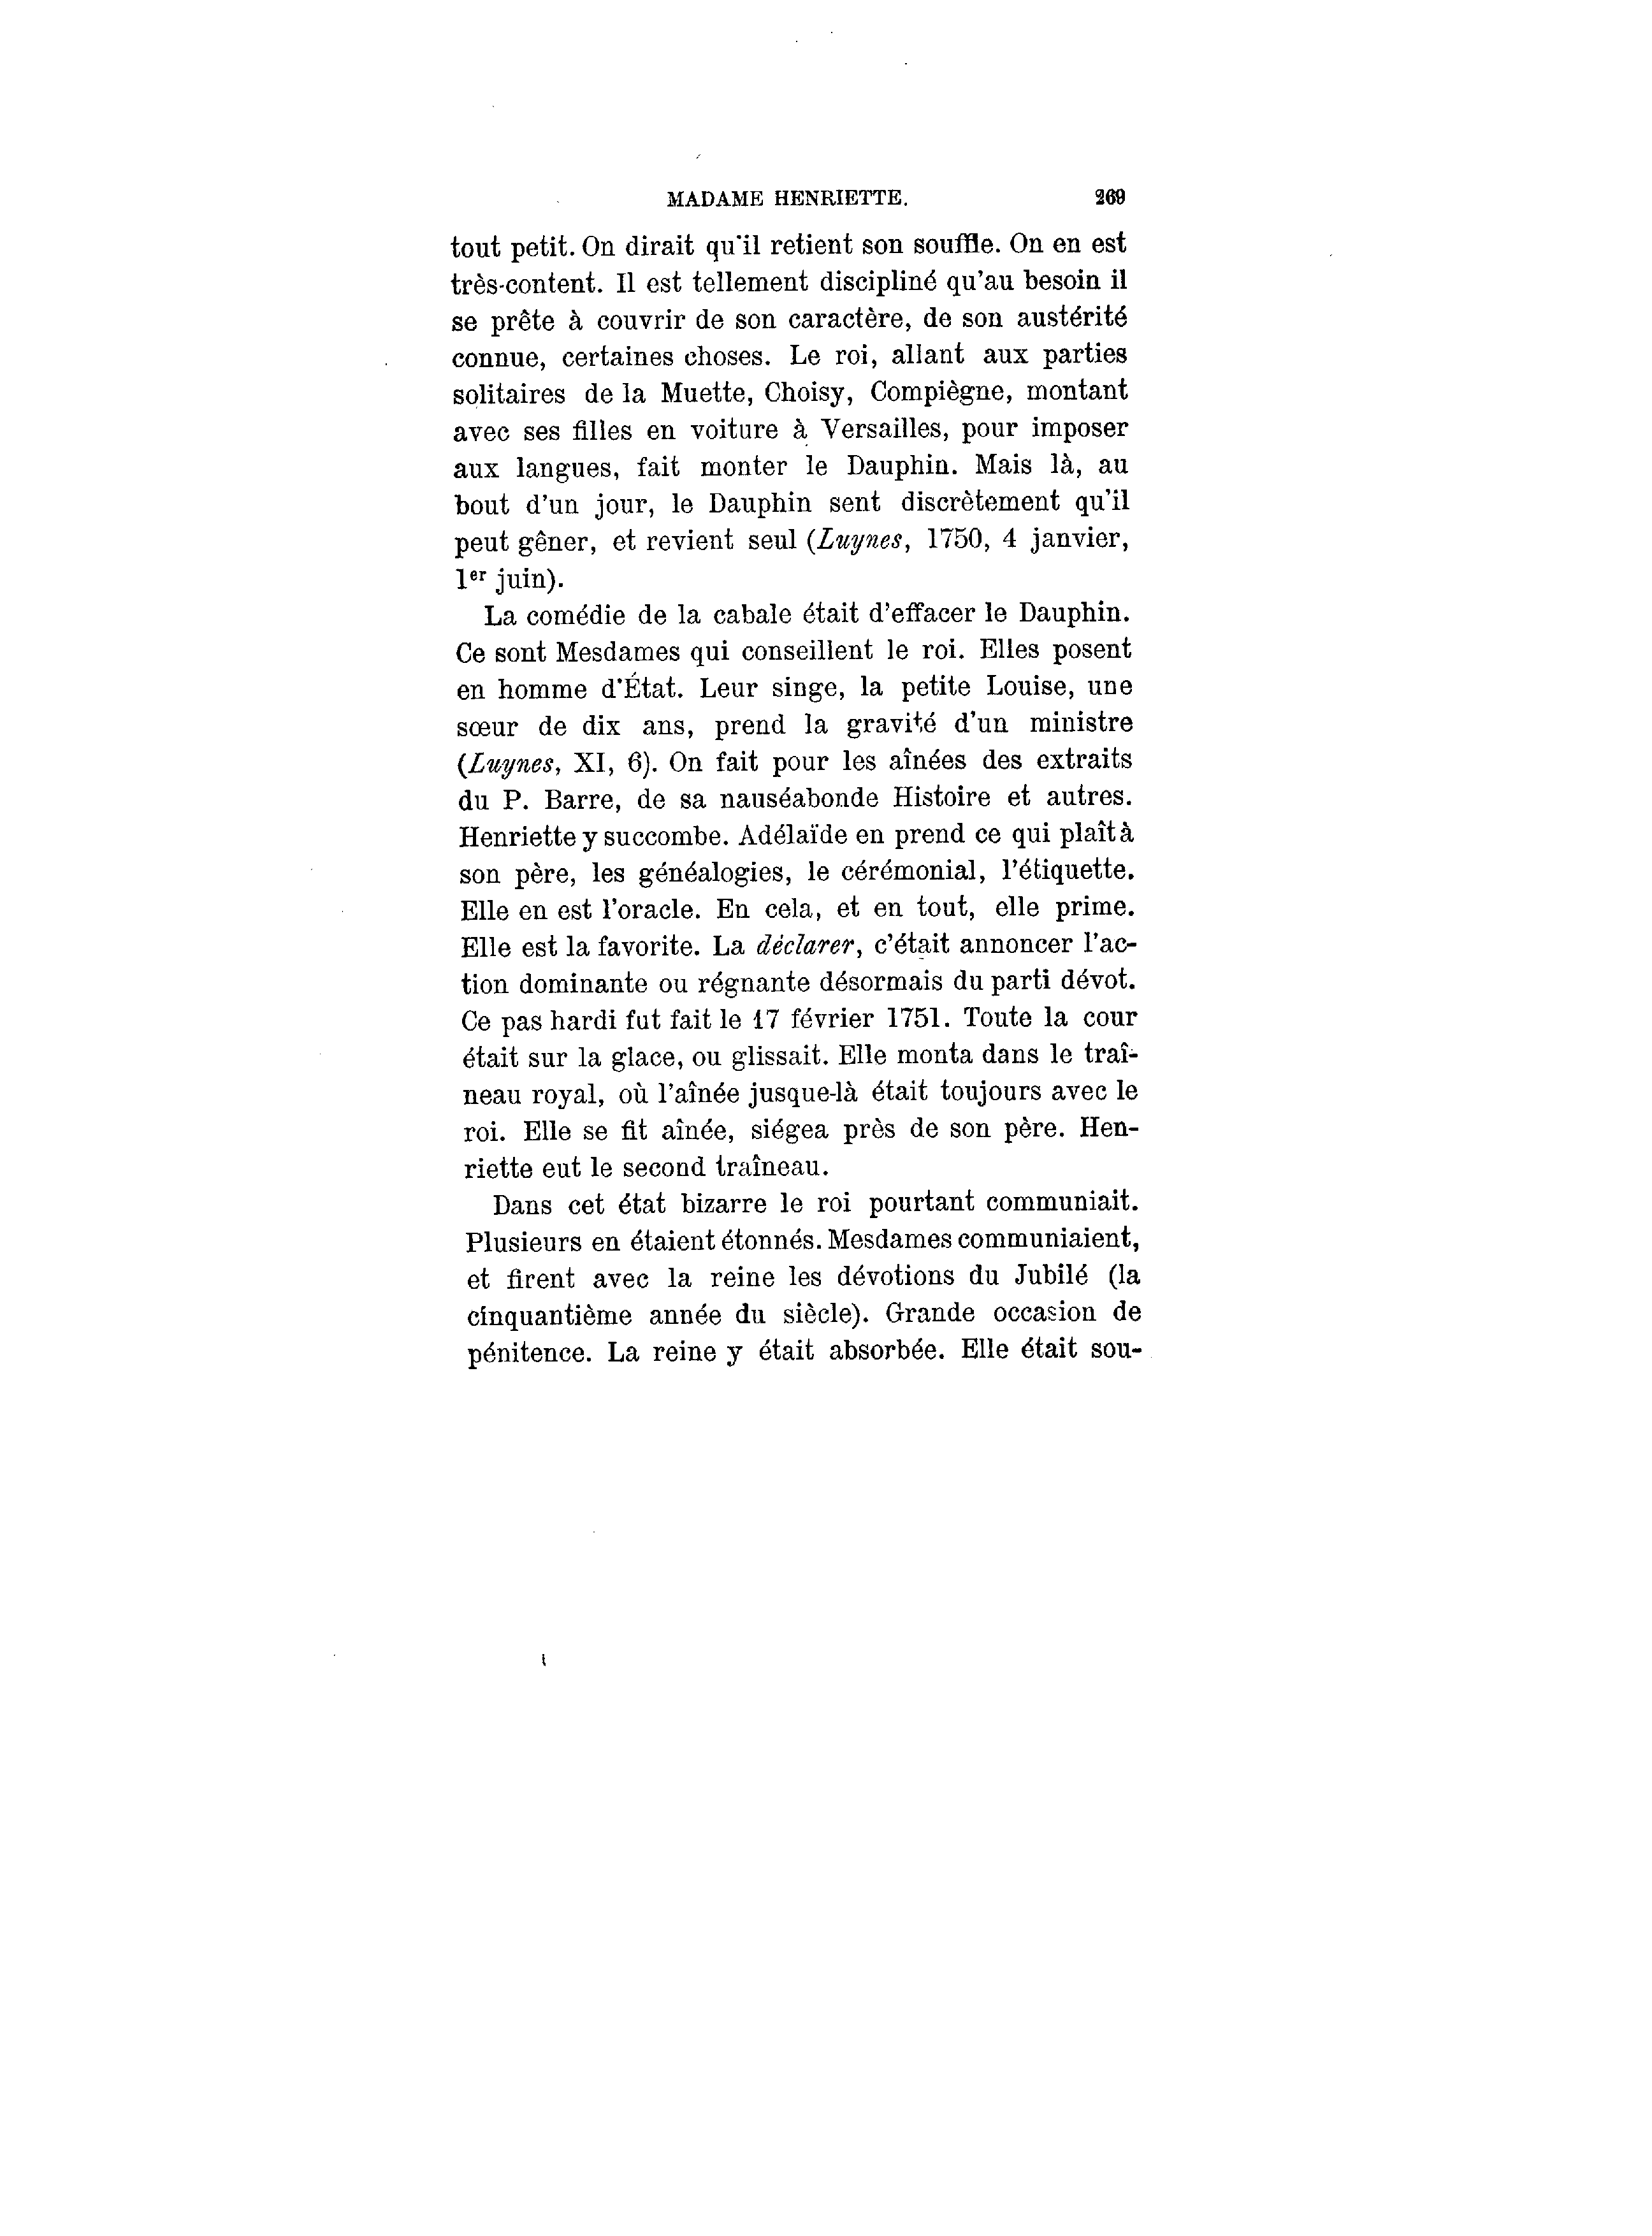 MADAME HENRIETTE. 269
tout petit. On dirait qu'il retient son souffle. On en est
très-content. Il est tellement discipliné qu'au besoin il
se prête à couvrir de son caractère, de son austérité
connue, certaines choses. Le roi, allant aux parties
solitaires de la Muette, Choisy, Compiègne, montant
avec ses filles en voiture à Versailles, pour imposer
aux langues, fait monter le Dauphin. Mais là, au
bout d'un jour, le Dauphin sent discrètement qu'il
peut gêner, et revient seul (Luynes, 1750, 4 janvier,
1er juin).
La comédie de la cabale était d'effacer le Dauphin.
Ce sont Mesdames qui conseillent le roi. Elles posent
en homme d'État. Leur singe, la petite Louise, une
sœur de dix ans, prend la gravité d'un ministre
(Luynes, XI, 6). On fait pour les aînées des extraits
du P. Barre, de sa nauséabonde Histoire et autres.
Henriette y succombe. Adélaïde en prend ce qui plaît à
son père, les généalogies, le cérémonial, l'étiquette.
Elle en est l'oracle. En cela, et en tout, elle prime.
Elle est la favorite. La déclarer, c'était annoncer l'ac-
tion dominante ou régnante désormais du parti dévot.
Ce pas hardi fut fait le 17 février 1751. Toute la cour
était sur la glace, ou glissait. Elle monta dans le traî-
neau royal, où l'aînée jusque-là était toujours avec le
roi. Elle se fit aînée, siégea près de son père. Hen-
riette eut le second traîneau.
Dans cet état bizarre le roi pourtant communiait.
Plusieurs en étaient étonnés. Mesdames communiaient,
et firent avec la reine les dévotions du Jubilé (la
cinquantième année du siècle). Grande occasion de
pénitence. La reine y était absorbée. Elle était sou-